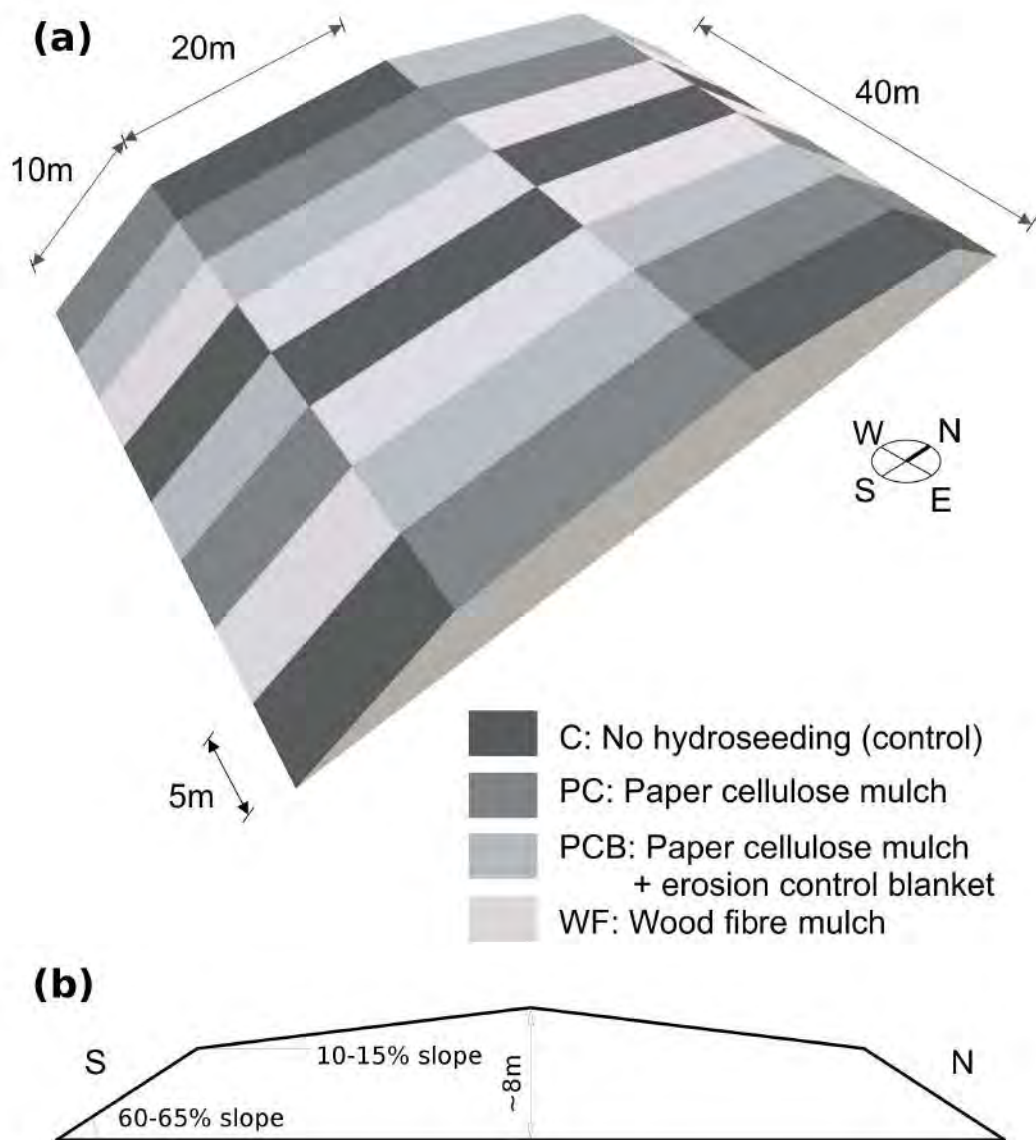 (a)
20m
40m
10m
W N
S E
5m
C: No hydroseeding (control)
PC: Paper cellulose mulch
PCB: Paper cellulose mulch
+ erosion control blanket
WF: Wood fibre mulch
(b)
S
10-15% slope
~8m
N
60-65% slope